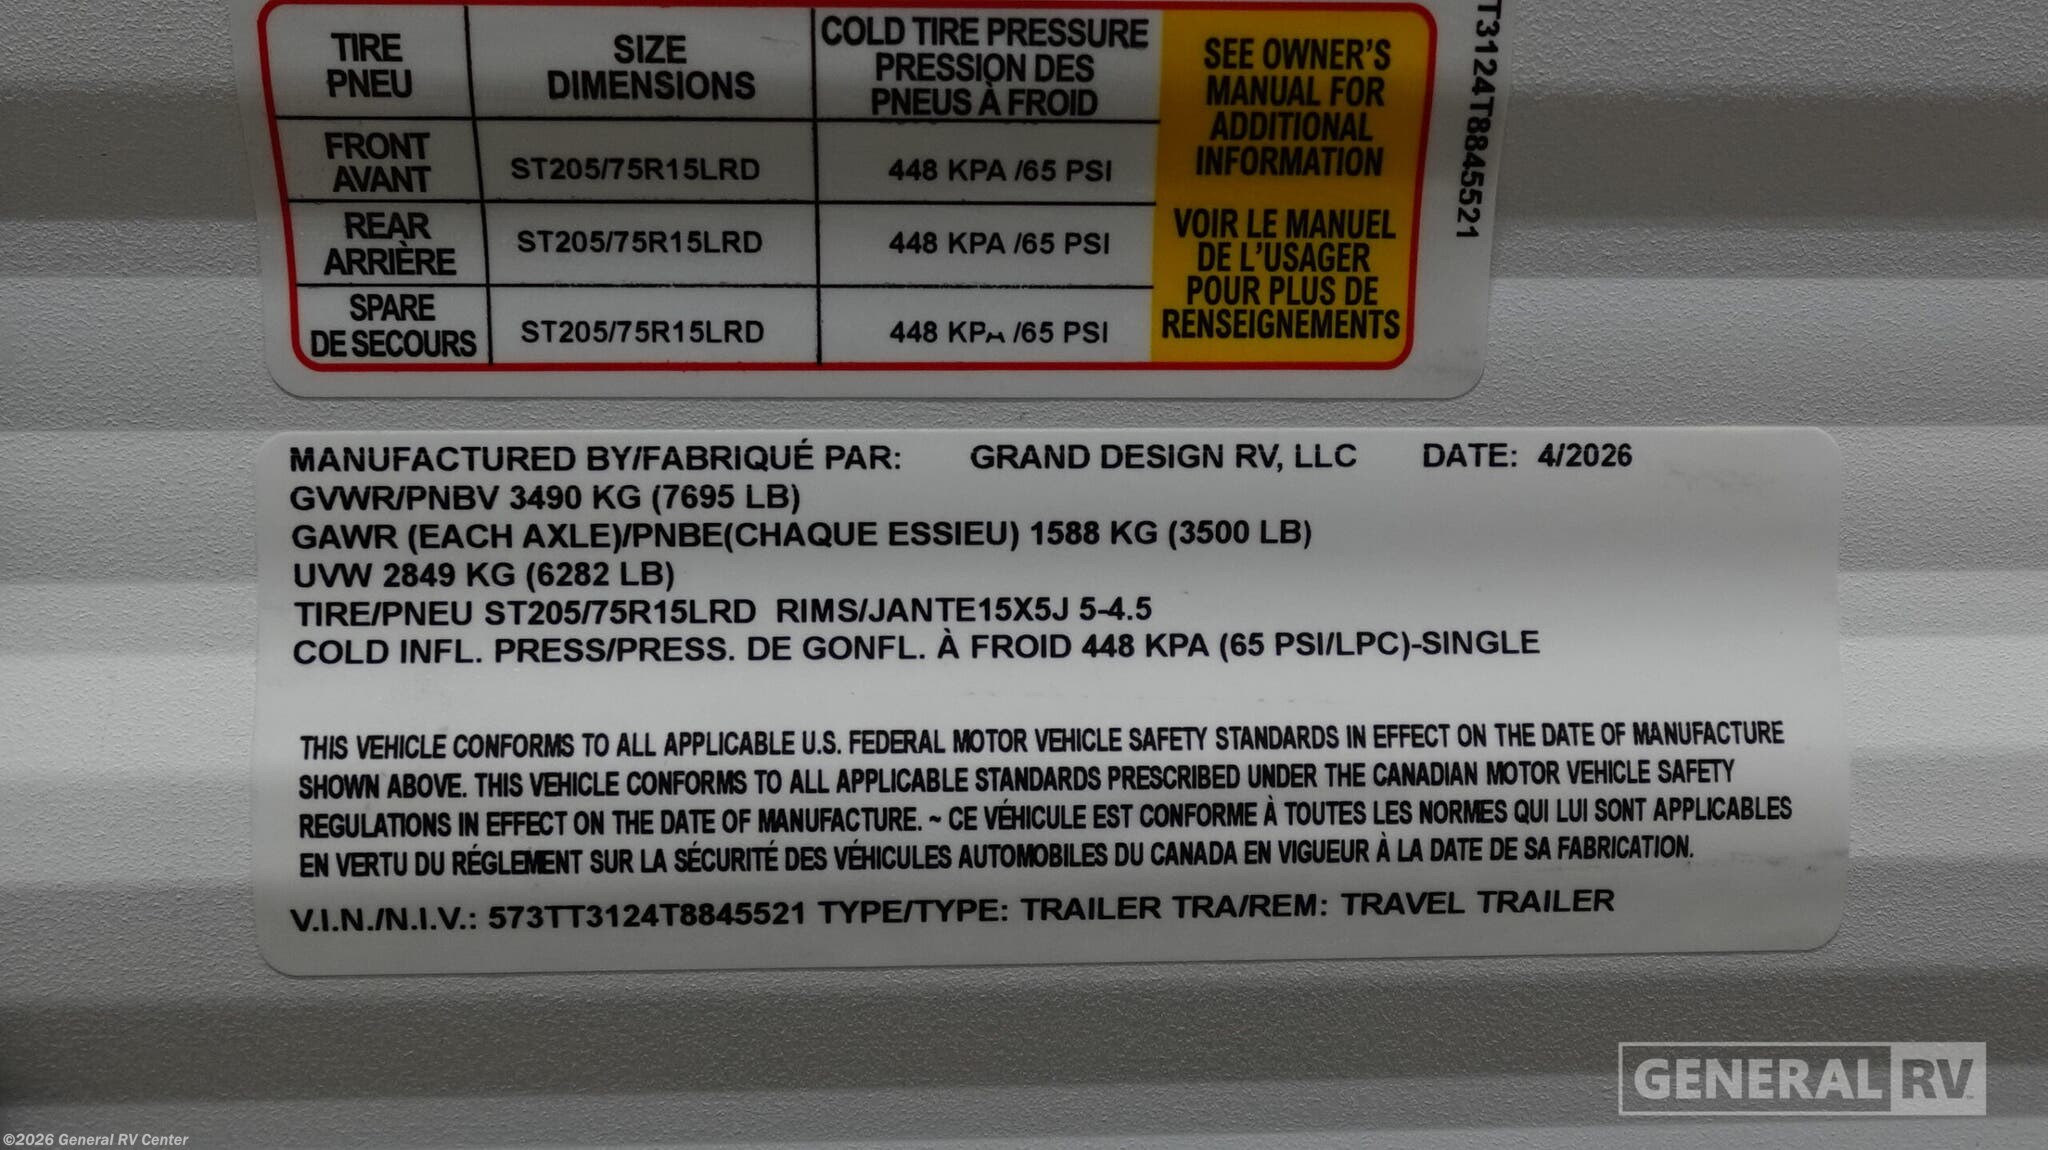 TIRE
PNEU
SIZE
DIMENSIONS
COLD TIRE PRESSURE
PRESSION DES
PNEUS À FROID
FRONT
AVANT
ST205/75R15LRD
448 KPA /65 PSI
REAR
ARRIÈRE
ST205/75R15LRD
448 KPA /65 PSI
SPARE
DE SECOURS
ST205/75R15LRD
448 KPA /65 PSI
SEE OWNER'S
MANUAL FOR
ADDITIONAL
INFORMATION
VOIR LE MANUEL
DE L'USAGER
POUR PLUS DE
RENSEIGNEMENTS
T3124T8845521
MANUFACTURED BY/FABRIQUÉ PAR: GRAND DESIGN RV, LLC DATE: 4/2026
GVWR/PNBV 3490 KG (7695 LB)
GAWR (EACH AXLE)/PNBE(CHAQUE ESSIEU) 1588 KG (3500 LB)
UVW 2849 KG (6282 LB)
TIRE/PNEU ST205/75R15LRD RIMS/JANTE15X5J 5-4.5
COLD INFL. PRESS/PRESS. DE GONFL. À FROID 448 KPA (65 PSI/LPC)-SINGLE
THIS VEHICLE CONFORMS TO ALL APPLICABLE U.S. FEDERAL MOTOR VEHICLE SAFETY STANDARDS IN EFFECT ON THE DATE OF MANUFACTURE
SHOWN ABOVE. THIS VEHICLE CONFORMS TO ALL APPLICABLE STANDARDS PRESCRIBED UNDER THE CANADIAN MOTOR VEHICLE SAFETY
REGULATIONS IN EFFECT ON THE DATE OF MANUFACTURE. ~ CE VÉHICULE EST CONFORME À TOUTES LES NORMES QUI LUI SONT APPLICABLES
EN VERTU DU RÉGLEMENT SUR LA SÉCURITÉ DES VÉHICULES AUTOMOBILES DU CANADA EN VIGUEUR À LA DATE DE SA FABRICATION.
V.I.N./N.I.V.: 573TT3124T8845521 TYPE/TYPE: TRAILER TRA/REM: TRAVEL TRAILER
GENERAL RV
©2026 General RV Center